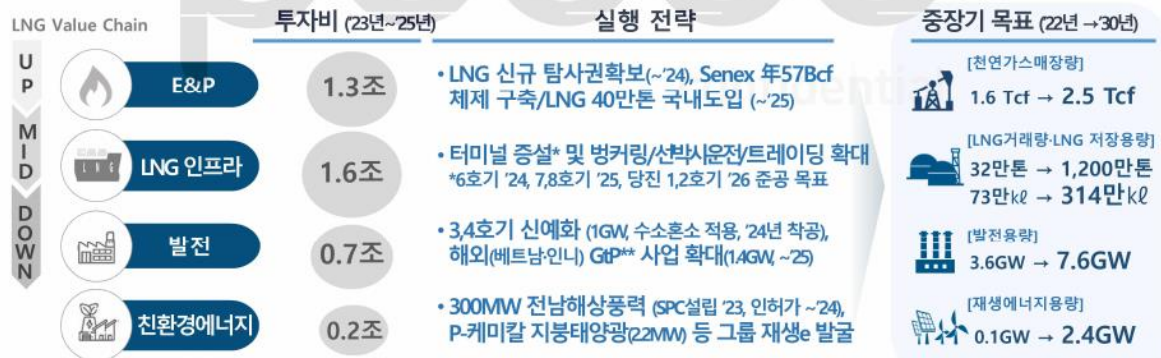 LNG Value Chain
투자비 ('23년~'25년)
실행 전략
중장기 목표 ('22년 →'30년)
UP
MID
DOWN
E&P
1.3조
• LNG 신규 탐사권확보(~'24), Senex 年57Bcf
체제 구축/LNG 40만톤 국내도입 (~'25)
[천연가스매장량]
1.6 Tcf → 2.5 Tcf
LNG 인프라
1.6조
• 터미널 증설* 및 벙커링/선박시운전/트레이딩 확대
*6호기 '24, 7,8호기 '25, 당진 1,2호기 '26 준공 목표
[LNG거래량·LNG 저장용량]
32만톤 → 1,200만톤
73만㎘ → 314만㎘
발전
0.7조
• 3,4호기 신예화 (1GW, 수소혼소 적용, '24년 착공),
해외(베트남·인니) GtP** 사업 확대(1.4GW, ~'25)
[발전용량]
3.6GW → 7.6GW
친환경에너지
0.2조
• 300MW 전남해상풍력 (SPC설립 '23, 인허가 ~'24),
P-케미칼 지붕태양광(2.2MW) 등 그룹 재생e 발굴
[재생에너지용량]
0.1GW → 2.4GW